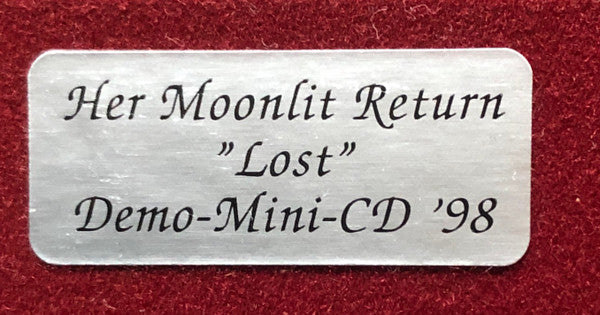 Her Moonlit Return
”Lost”
Demo-Mini-CD ’98